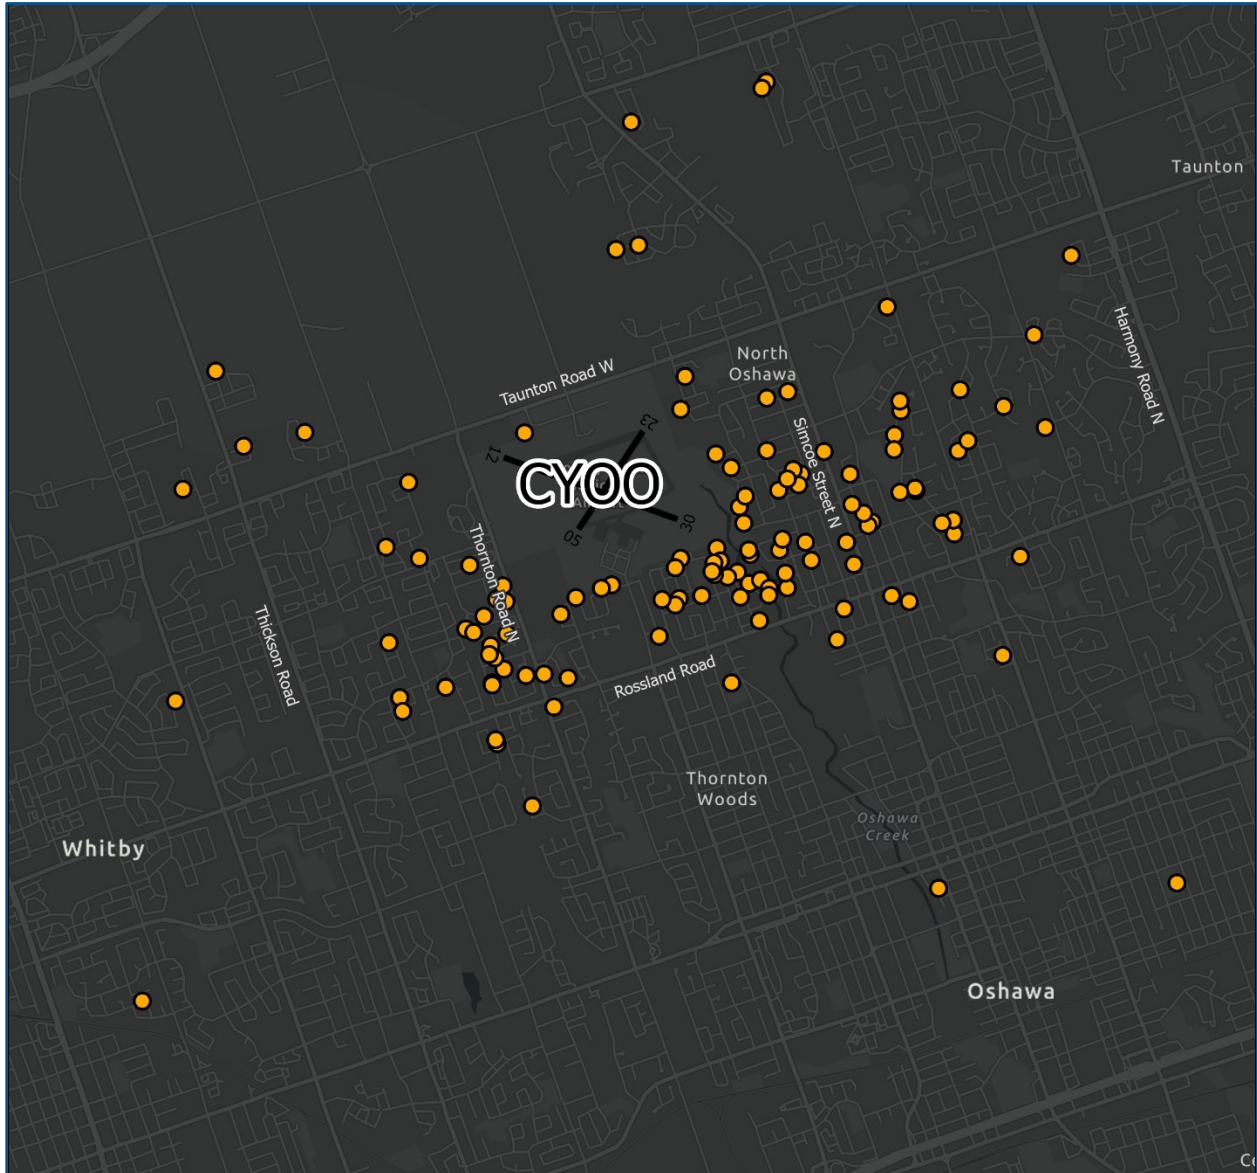 Taunton
Harmony Road N
North
Oshawa
Taunton Road W
23
12
CYOO
Simcoe Street N
30
05
Thornton Road N
Thickson Road
Rossland Road
Thornton
Woods
Oshawa
Creek
Whitby
Oshawa